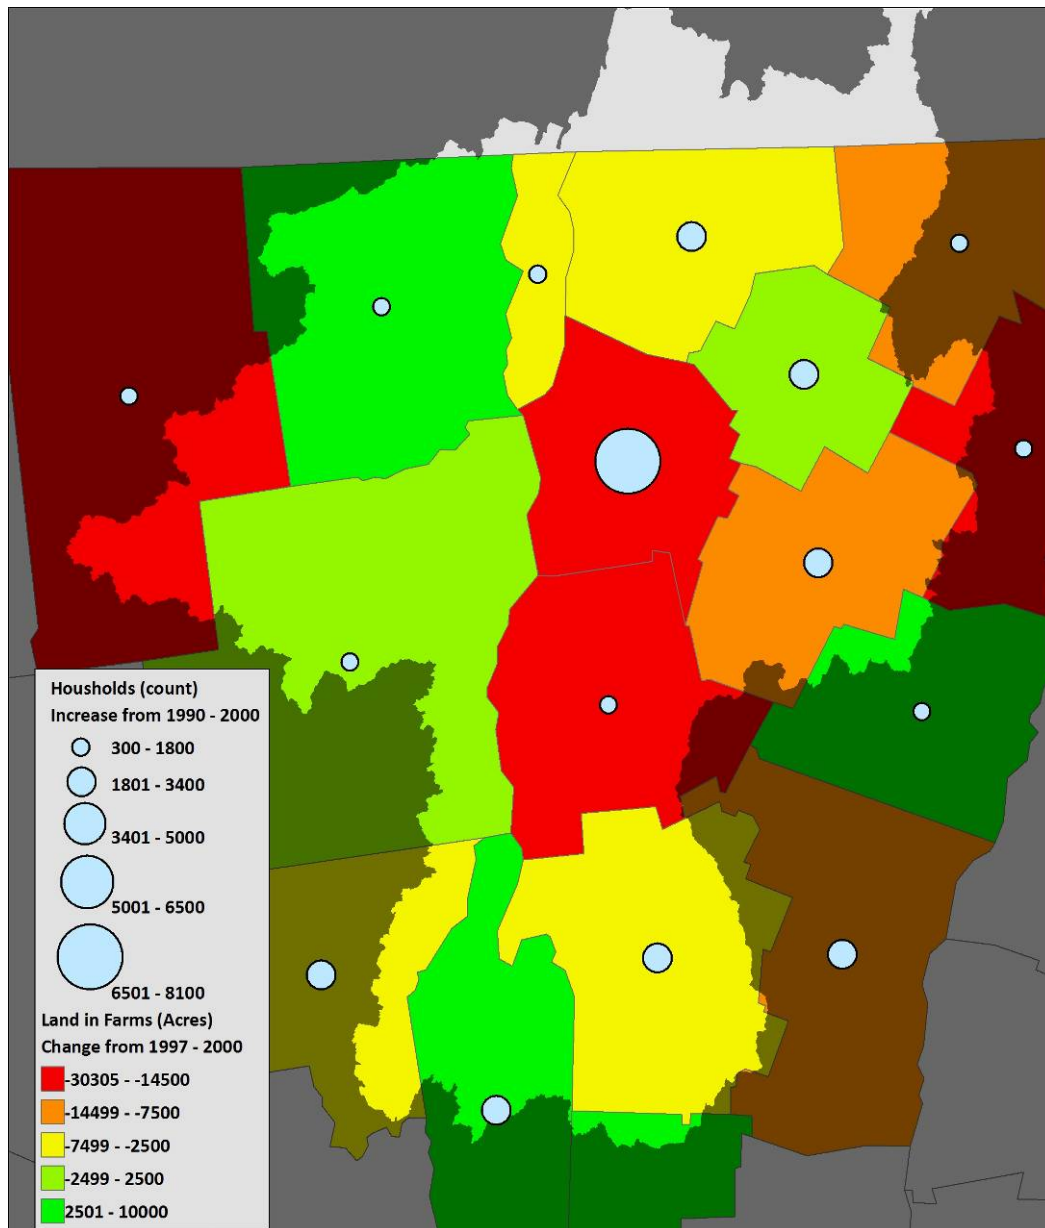 Housholds (count)
Increase from 1990 - 2000
300 - 1800
1801 - 3400
3401 - 5000
5001 - 6500
6501 - 8100
Land in Farms (Acres)
Change from 1997 - 2000
-30305 - -14500
-14499 - -7500
-7499 - -2500
-2499 - 2500
2501 - 10000